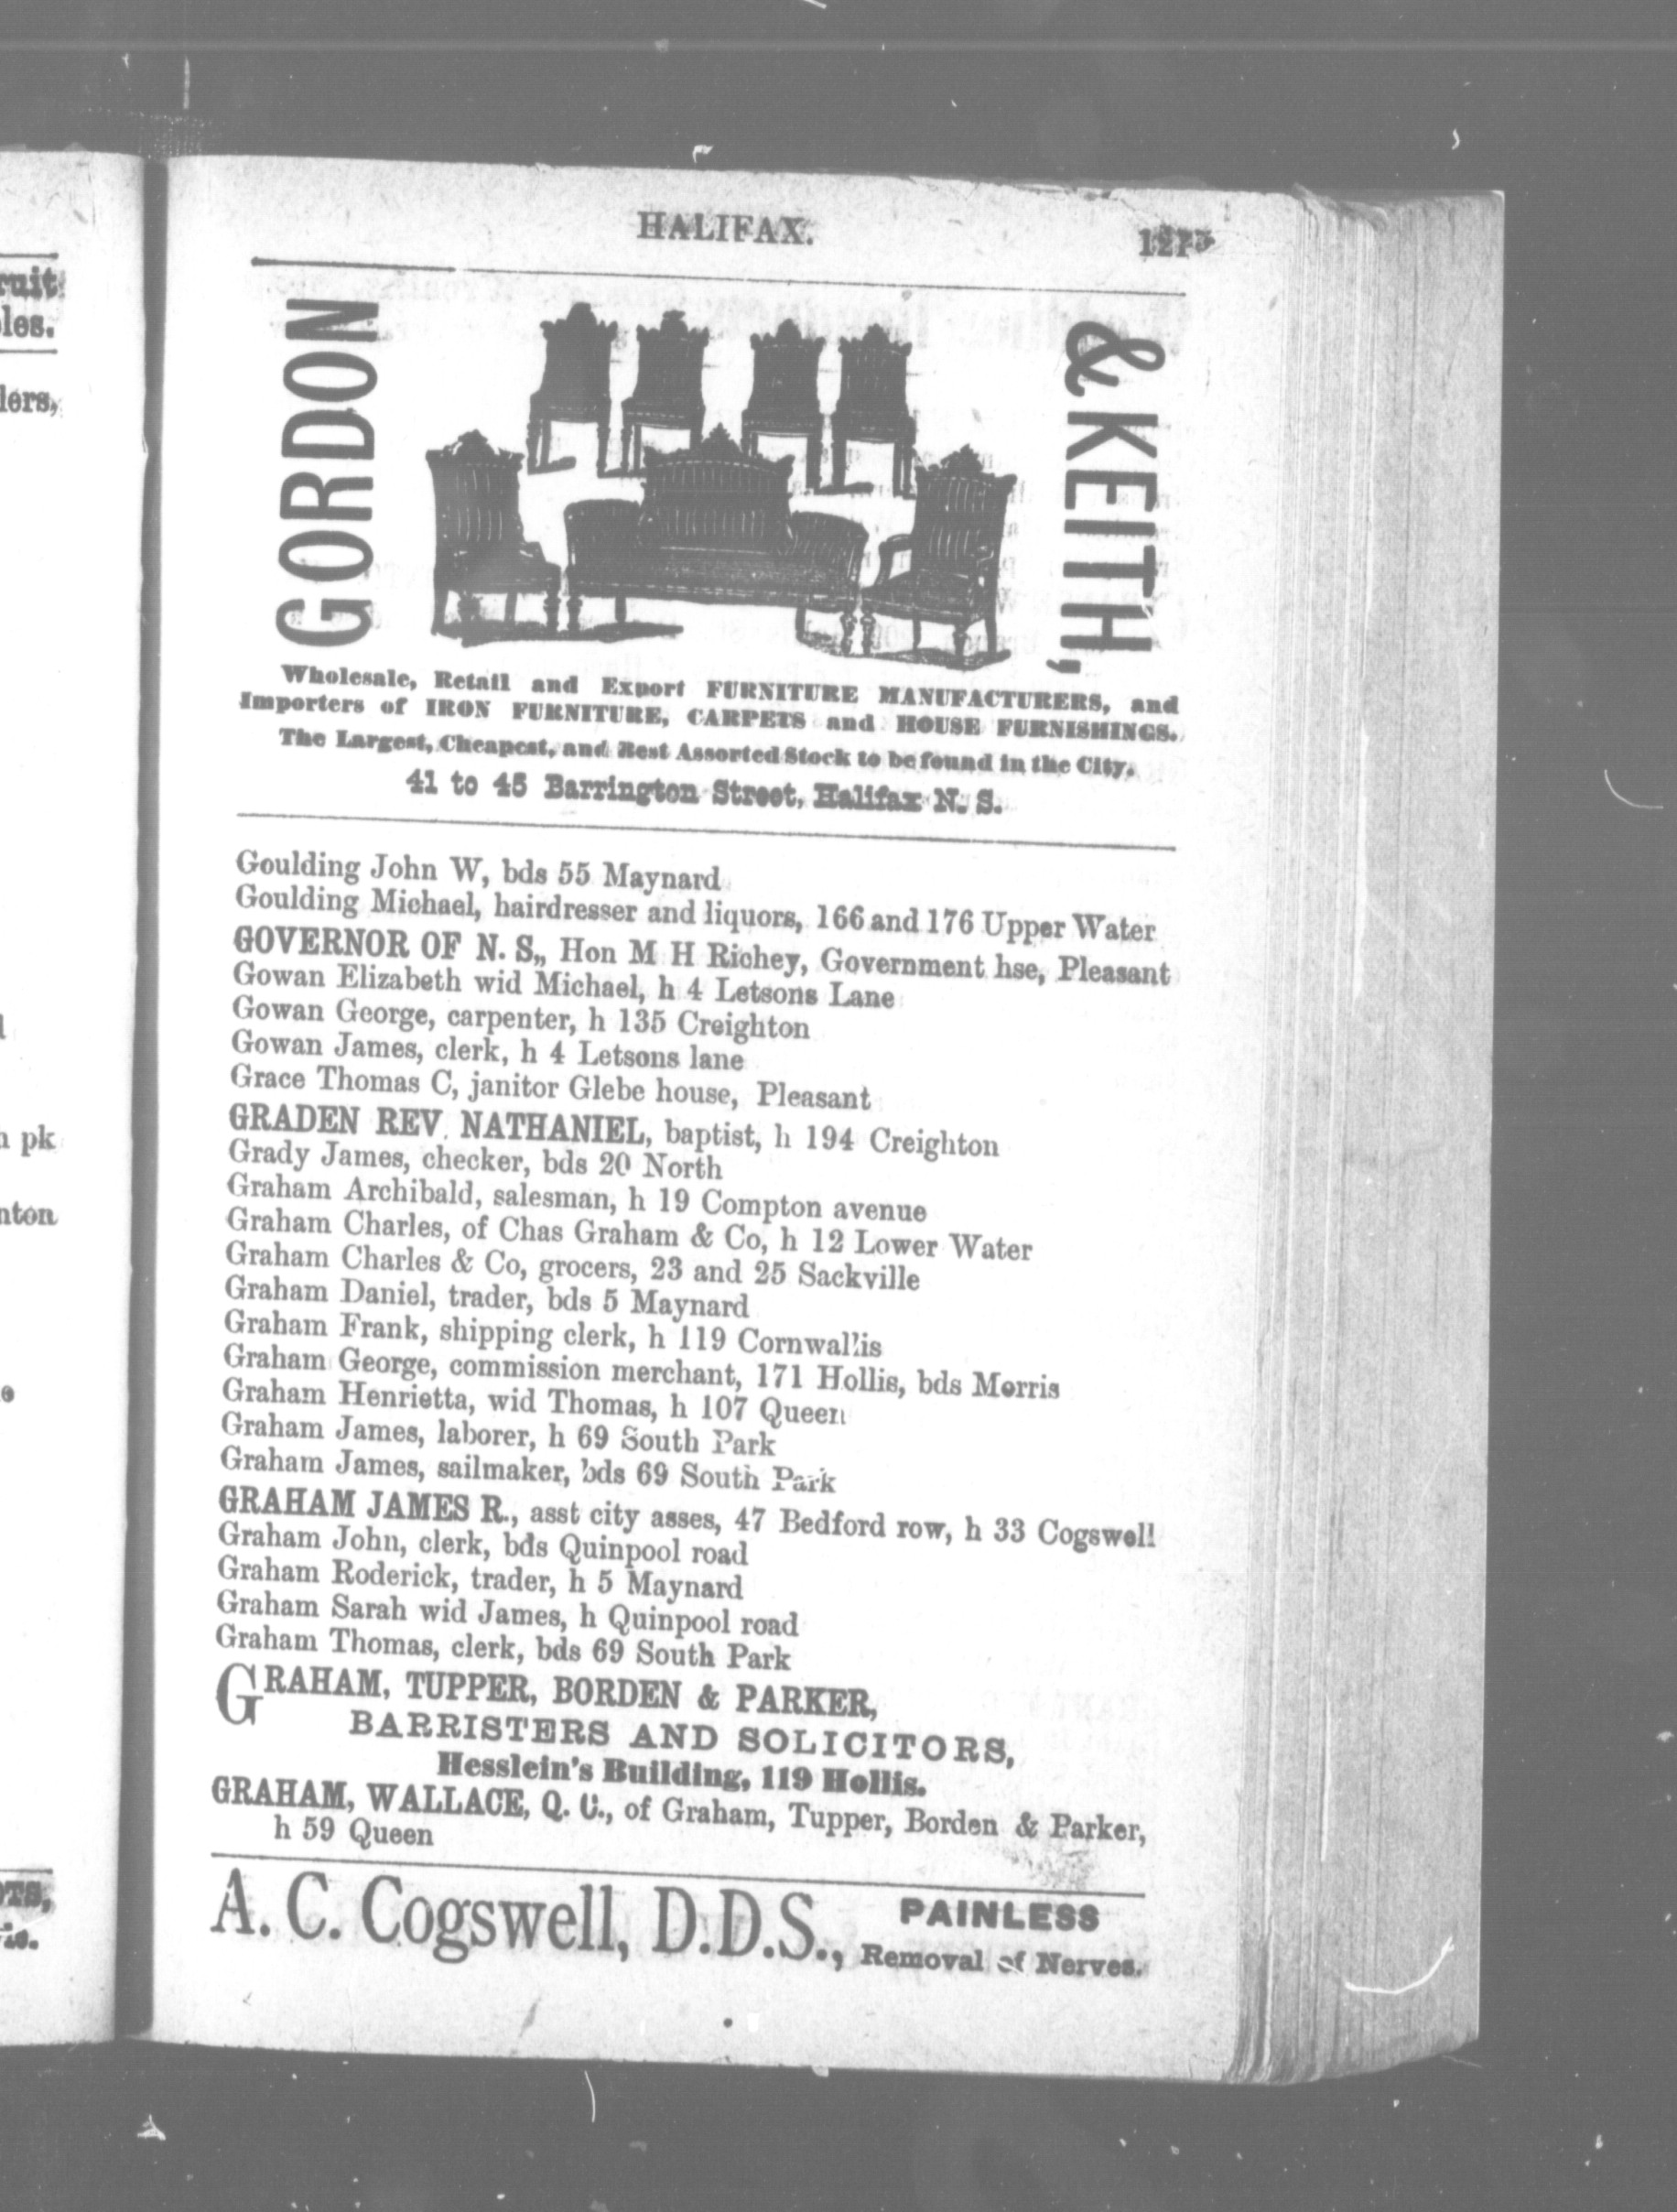 ruit
les.
lers,
n pk
nton
OTS,
HALIFAX.
GORDON
& KEITH,
Wholesale, Retail and Export FURNITURE MANUFACTURERS, and
Importers of IRON FURNITURE, CARPETS and HOUSE FURNISHINGS.
The Largest, Cheapest, and Best Assorted Stock to be found in the City.
41 to 45 Barrington Street, Halifax N. S.
Goulding John W, bds 55 Maynard
Goulding Michael, hairdresser and liquors, 166 and 176 Upper Water
GOVERNOR OF N. S,, Hon M H Richey, Government hse, Pleasant
Gowan Elizabeth wid Michael, h 4 Letsons Lane
Gowan George, carpenter, h 135 Creighton
Gowan James, clerk, h 4 Letsons lane
Grace Thomas C, janitor Glebe house, Pleasant
GRADEN REV. NATHANIEL, baptist, h 194 Creighton
Grady James, checker, bds 20 North
Graham Archibald, salesman, h 19 Compton avenue
Graham Charles, of Chas Graham & Co, h 12 Lower Water
Graham Charles & Co, grocers, 23 and 25 Sackville
Graham Daniel, trader, bds 5 Maynard
Graham Frank, shipping clerk, h 119 Cornwallis
Graham George, commission merchant, 171 Hollis, bds Morris
Graham Henrietta, wid Thomas, h 107 Queen
Graham James, laborer, h 69 South Park
Graham James, sailmaker, bds 69 South Park
GRAHAM JAMES R., asst city asses, 47 Bedford row, h 33 Cogswell
Graham John, clerk, bds Quinpool road
Graham Roderick, trader, h 5 Maynard
Graham Sarah wid James, h Quinpool road
Graham Thomas, clerk, bds 69 South Park
GRAHAM, TUPPER, BORDEN & PARKER,
BARRISTERS AND SOLICITORS,
Hesslein's Building, 119 Hollis.
GRAHAM, WALLACE, Q. C., of Graham, Tupper, Borden & Parker,
h 59 Queen
A. C. Cogswell, D.D.S., PAINLESS
Removal of Nerves.